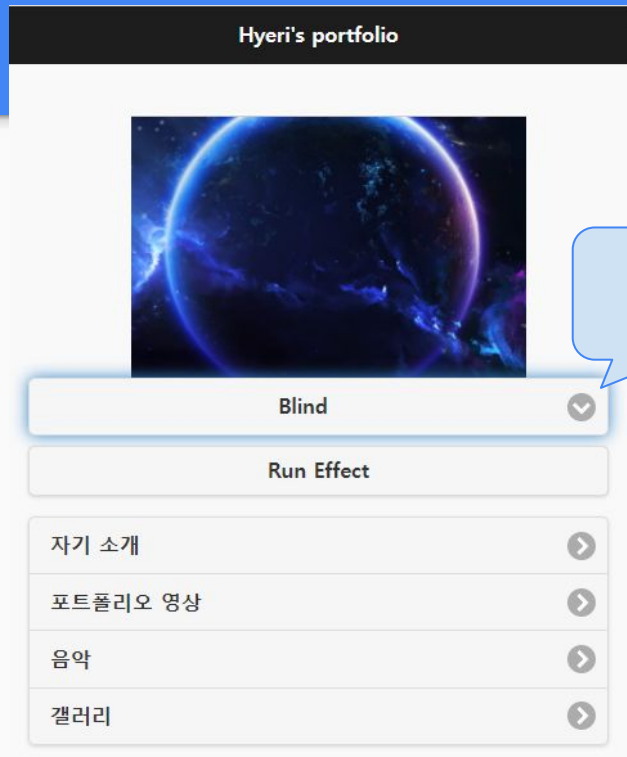 Hyeri's portfolio
Blind
Run Effect
자기 소개
포트폴리오 영상
음악
갤러리